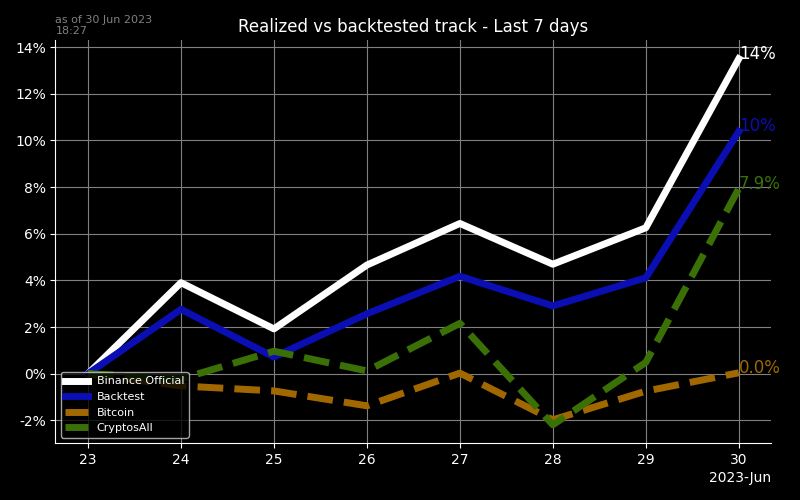 as of 30 Jun 2023
18:27
Realized vs backtested track - Last 7 days
14%
12%
10%
8%
6%
4%
2%
0%
-2%
14%
10%
7.9%
0.0%
Binance Official
Backtest
Bitcoin
CryptosAll
23 24 25 26 27 28 29 30
2023-Jun